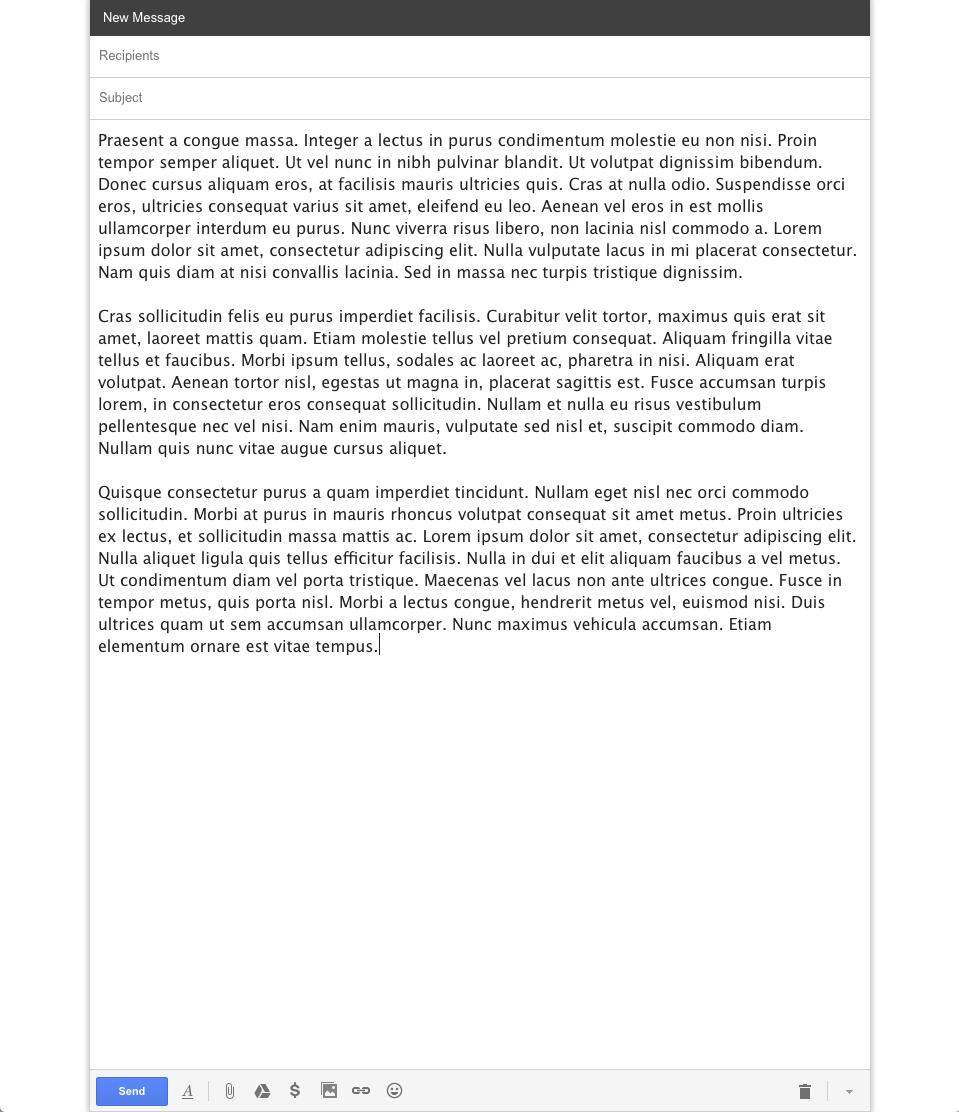 New Message
Recipients
Subject
Praesent a congue massa. Integer a lectus in purus condimentum molestie eu non nisi. Proin
tempor semper aliquet. Ut vel nunc in nibh pulvinar blandit. Ut volutpat dignissim bibendum.
Donec cursus aliquam eros, at facilisis mauris ultricies quis. Cras at nulla odio. Suspendisse orci
eros, ultricies consequat varius sit amet, eleifend eu leo. Aenean vel eros in est mollis
ullamcorper interdum eu purus. Nunc viverra risus libero, non lacinia nisl commodo a. Lorem
ipsum dolor sit amet, consectetur adipiscing elit. Nulla vulputate lacus in mi placerat consectetur.
Nam quis diam at nisi convallis lacinia. Sed in massa nec turpis tristique dignissim.
Cras sollicitudin felis eu purus imperdiet facilisis. Curabitur velit tortor, maximus quis erat sit
amet, laoreet mattis quam. Etiam molestie tellus vel pretium consequat. Aliquam fringilla vitae
tellus et faucibus. Morbi ipsum tellus, sodales ac laoreet ac, pharetra in nisi. Aliquam erat
volutpat. Aenean tortor nisl, egestas ut magna in, placerat sagittis est. Fusce accumsan turpis
lorem, in consectetur eros consequat sollicitudin. Nullam et nulla eu risus vestibulum
pellentesque nec vel nisi. Nam enim mauris, vulputate sed nisl et, suscipit commodo diam.
Nullam quis nunc vitae augue cursus aliquet.
Quisque consectetur purus a quam imperdiet tincidunt. Nullam eget nisl nec orci commodo
sollicitudin. Morbi at purus in mauris rhoncus volutpat consequat sit amet metus. Proin ultricies
ex lectus, et sollicitudin massa mattis ac. Lorem ipsum dolor sit amet, consectetur adipiscing elit.
Nulla aliquet ligula quis tellus efficitur facilisis. Nulla in dui et elit aliquam faucibus a vel metus.
Ut condimentum diam vel porta tristique. Maecenas vel lacus non ante ultrices congue. Fusce in
tempor metus, quis porta nisl. Morbi a lectus congue, hendrerit metus vel, euismod nisi. Duis
ultrices quam ut sem accumsan ullamcorper. Nunc maximus vehicula accumsan. Etiam
elementum ornare est vitae tempus.
Send A $